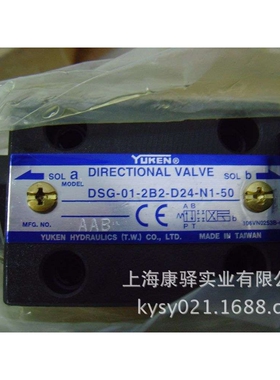 YUKEN®
SOL a DIRECTIONAL VALVE SOL b
MODEL
DSG-01-2B2-D24-N1-50
A B
P T
MFG. NO. AAB CE
YUKEN HYDRAULICS (T.W.) CO., LTD. MADE IN TAIWAN
上海康驿实业有限公
kysy021.1688.c